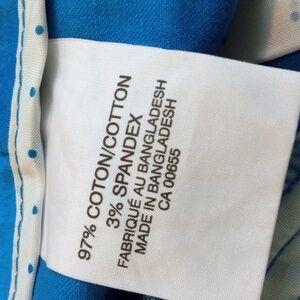 97% COTON/COTTON
3% SPANDEX
FABRIQUÉ AU BANGLADESH
MADE IN BANGLADESH
CA 00655